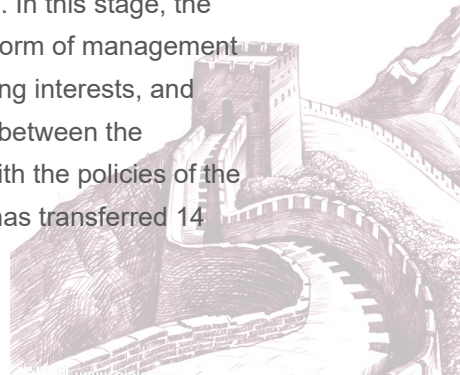 . In this stage, the
orm of management
ng interests, and
between the
ith the policies of the
as transferred 14